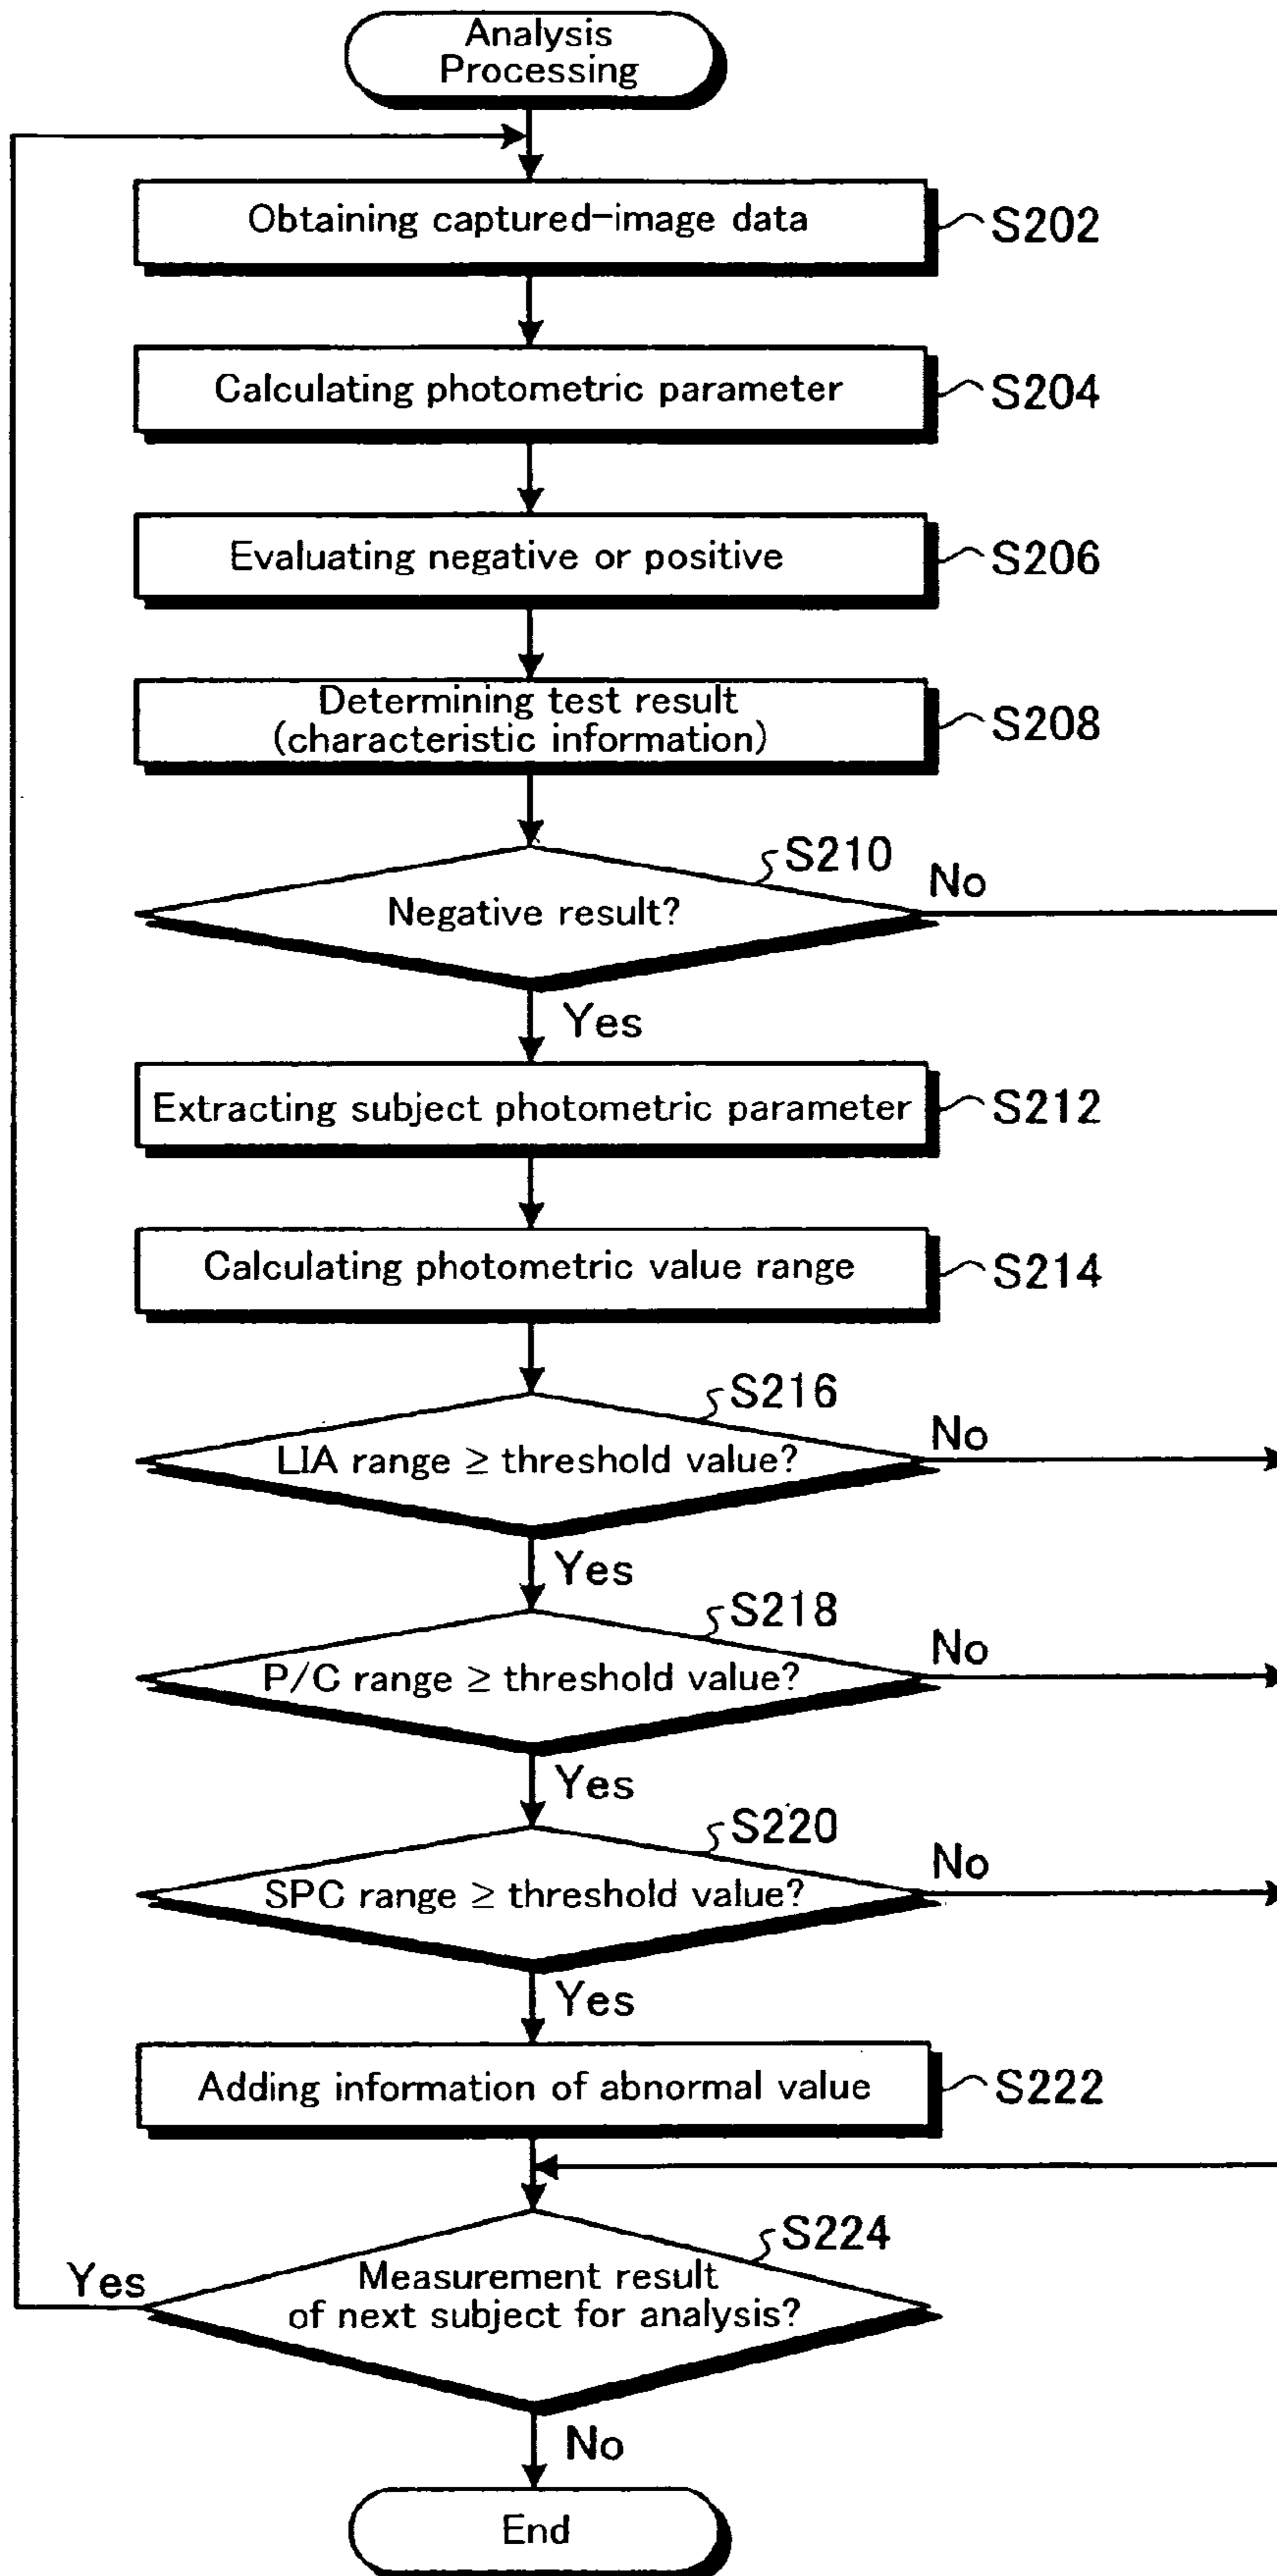 Analysis
Processing
Obtaining captured-image data
S202
Calculating photometric parameter
S204
Evaluating negative or positive
S206
Determining test result
(characteristic information)
S208
S210
Negative result?
No
Yes
Extracting subject photometric parameter
S212
Calculating photometric value range
S214
S216
LIA range ≥ threshold value?
No
Yes
S218
P/C range ≥ threshold value?
No
Yes
S220
SPC range ≥ threshold value?
No
Yes
Adding information of abnormal value
S222
S224
Measurement result
of next subject for analysis?
Yes
No
End